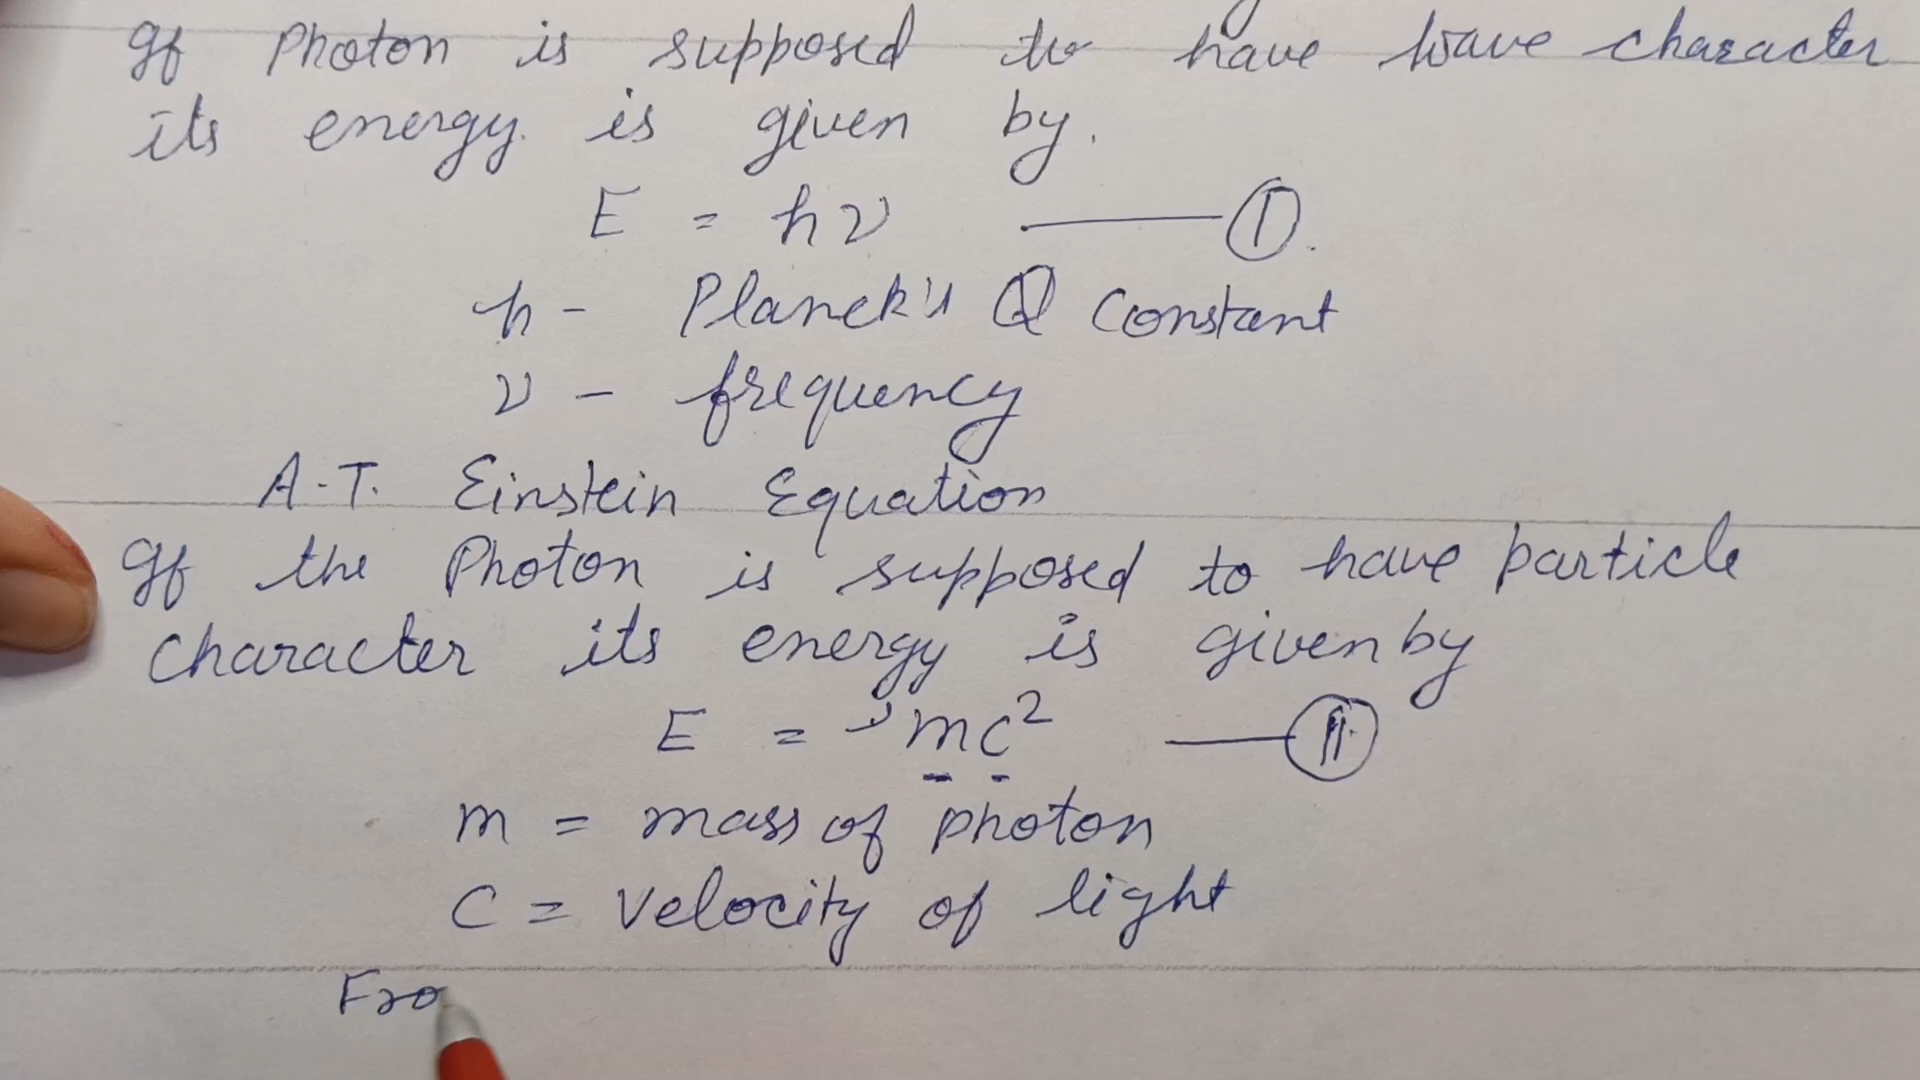 If Photon is supposed to have wave character
its energy is given by.
E = hν —— I.
h - Planck's Q Constant
ν - frequency
A.T. Einstein Equation
If the Photon is supposed to have particle
character its energy is given by
E = mc² —— II
m = mass of photon
C = velocity of light
Fro